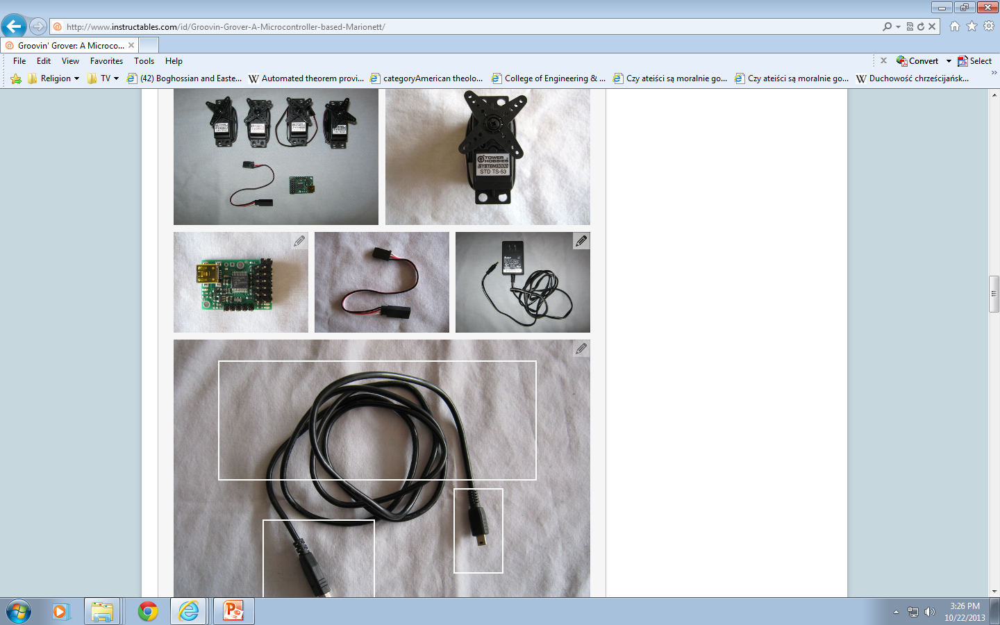 http://www.instructables.com/id/Groovin-Grover-A-Microcontroller-based-Marionett/
Groovin' Grover: A Microco...
File Edit View Favorites Tools Help
Convert Select
Religion TV (42) Boghossian and Easte... Automated theorem provi... categoryAmerican theolo... College of Engineering & ... Czy ateiści są moralnie go... Czy ateiści są moralnie go... Duchowość chrześcijańsk...
TOWER
HOBBIES
SYSTEM3000
STD TS-53
3:26 PM
10/22/2013